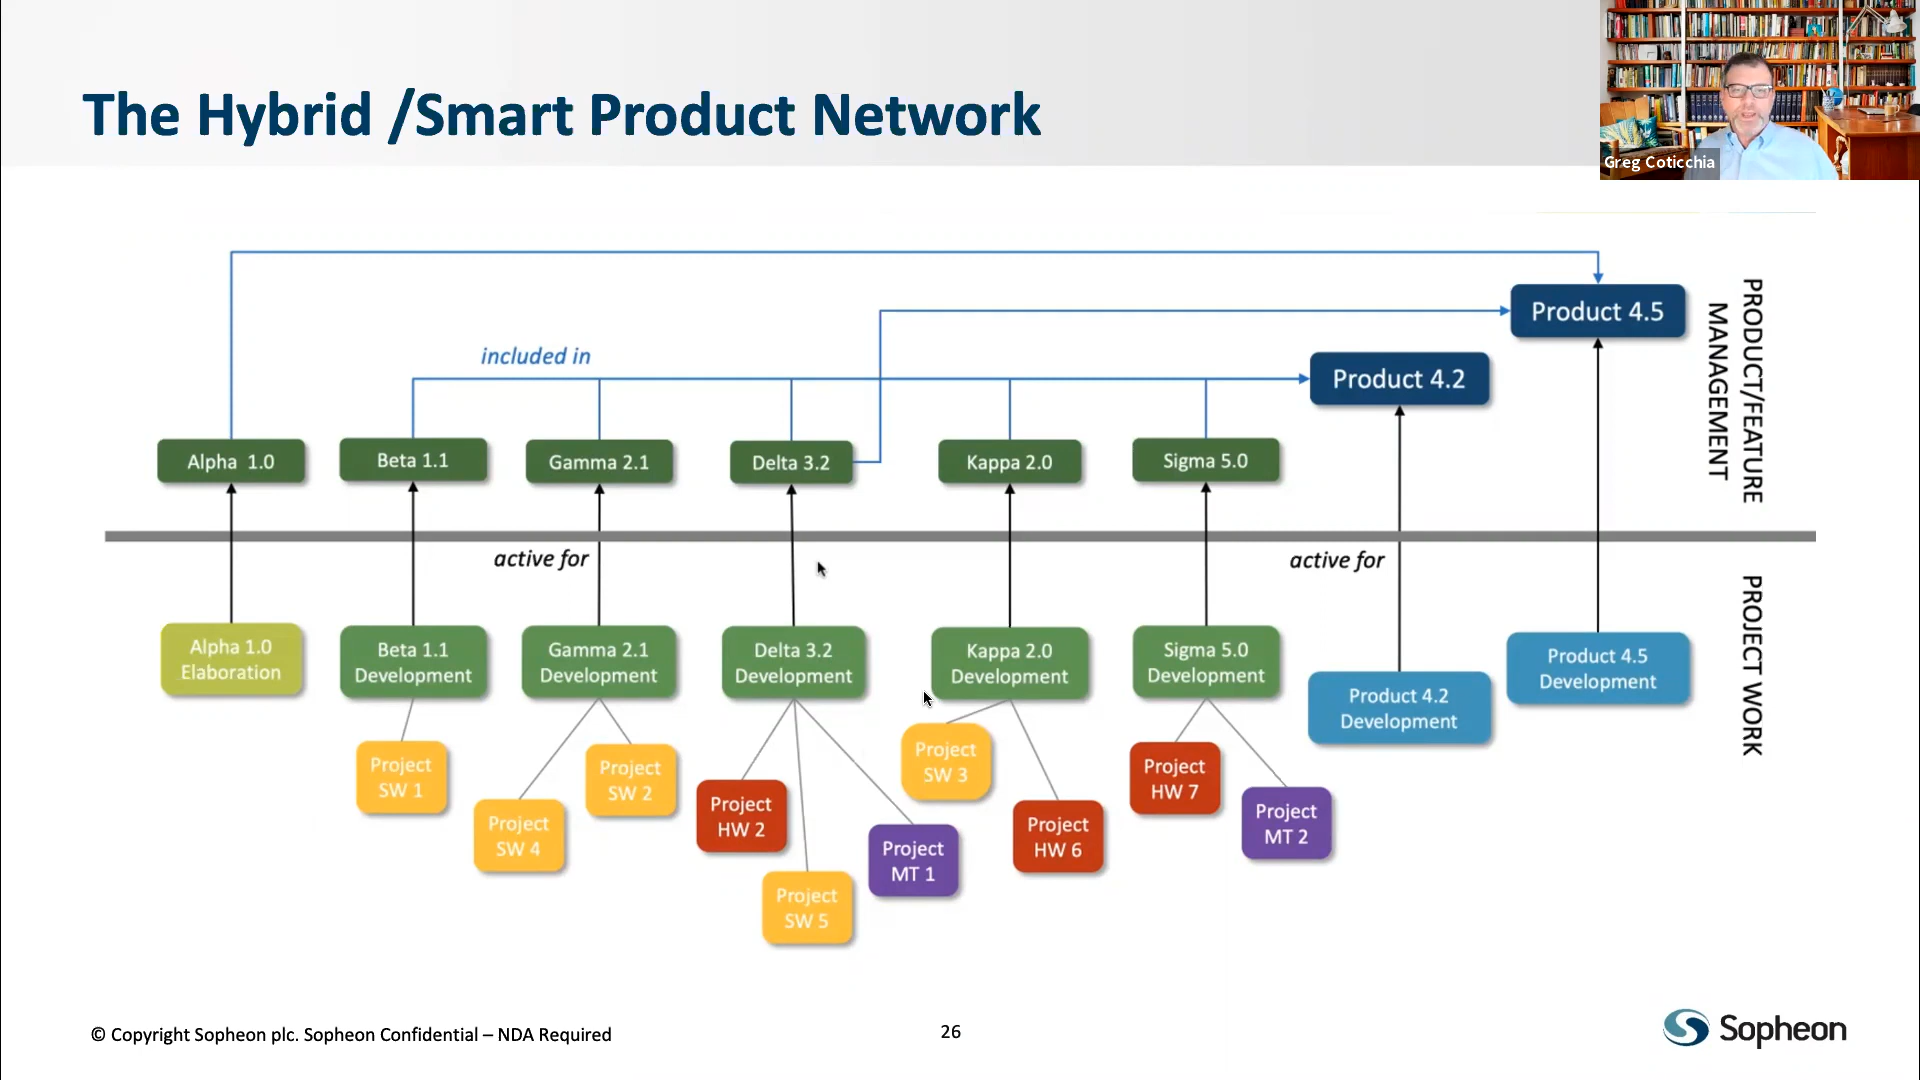 The Hybrid /Smart Product Network
Greg Coticchia
Product 4.5
included in
Product 4.2
PRODUCT/FEATURE
MANAGEMENT
Alpha 1.0
Beta 1.1
Gamma 2.1
Delta 3.2
Kappa 2.0
Sigma 5.0
active for
active for
PROJECT WORK
Alpha 1.0
Elaboration
Beta 1.1
Development
Gamma 2.1
Development
Delta 3.2
Development
Kappa 2.0
Development
Sigma 5.0
Development
Product 4.2
Development
Product 4.5
Development
Project
SW 1
Project
SW 4
Project
SW 2
Project
HW 2
Project
SW 5
Project
MT 1
Project
SW 3
Project
HW 6
Project
HW 7
Project
MT 2
© Copyright Sopheon plc. Sopheon Confidential – NDA Required
26
Sopheon